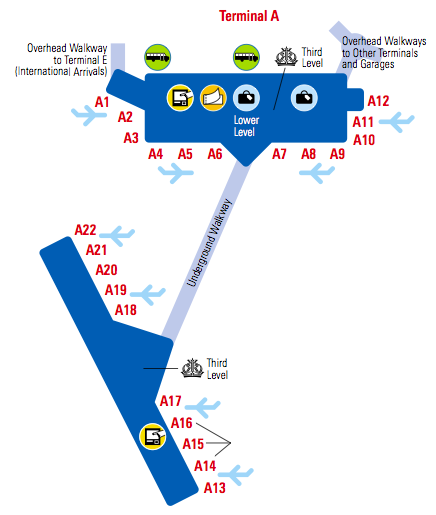 Terminal A
Overhead Walkway
to Terminal E
(International Arrivals)
Third
Level
Overhead Walkways
to Other Terminals
and Garages
A1
A2
A3
A4
A5
A6
Lower
Level
A7
A8
A9
A10
A11
A12
Underground Walkway
A22
A21
A20
A19
A18
Third
Level
A17
A16
A15
A14
A13